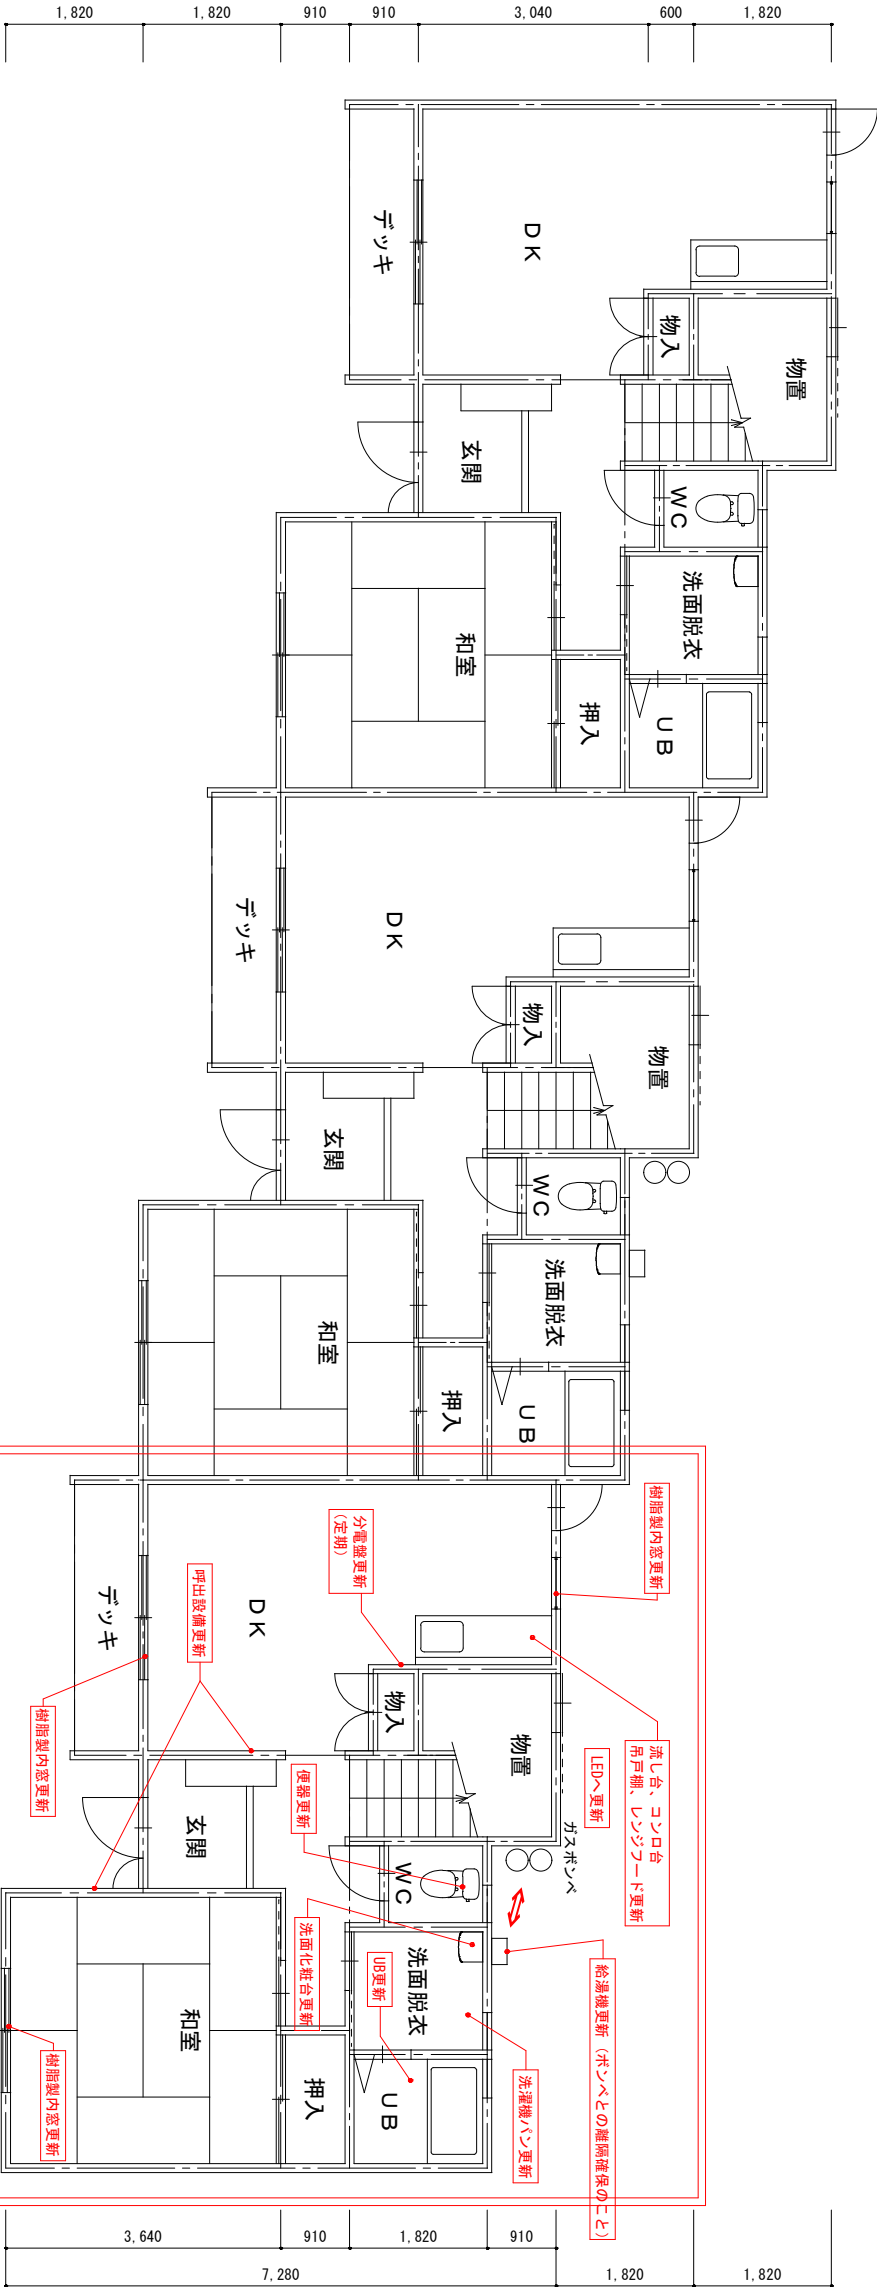 1,820
1,820
910
910
3,040
600
1,820
DK
デッキ
物入
物置
玄関
WC
洗面脱衣
和室
押入
UB
DK
デッキ
物入
物置
玄関
WC
洗面脱衣
和室
押入
UB
樹脂製内窓更新
分電盤更新
(定期)
呼出設備更新
DK
デッキ
樹脂製内窓更新
流し台、コンロ台
吊戸棚、レンジフード更新
LEDへ更新
物入
物置
ガスボンベ
便器更新
玄関
WC
洗面化粧台更新
給湯機更新(ボンベとの離隔確保のこと)
洗面脱衣
UB更新
洗濯機パン更新
和室
樹脂製内窓更新
押入
UB
3,640
910
1,820
910
7,280
1,820
1,820